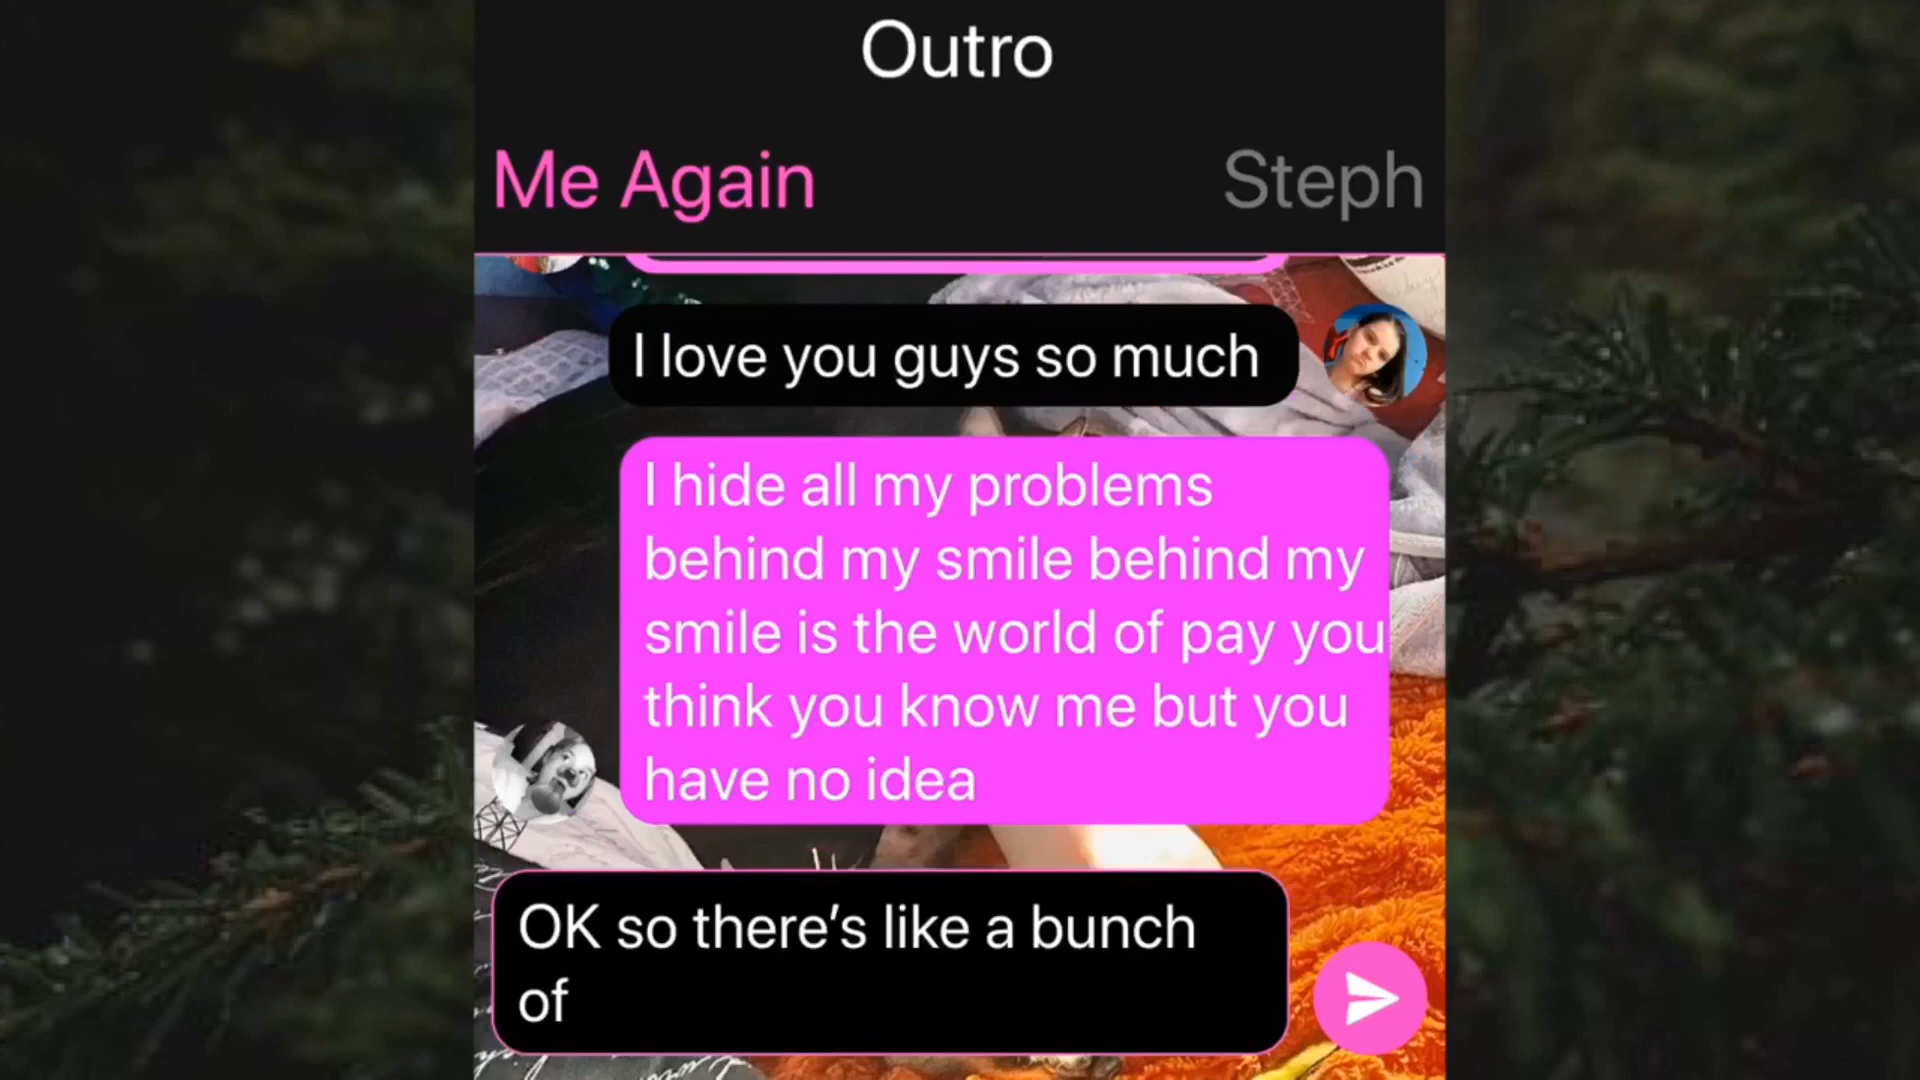 Outro
Me Again
Steph
I love you guys so much
I hide all my problems
behind my smile behind my
smile is the world of pay you
think you know me but you
have no idea
OK so there's like a bunch
of